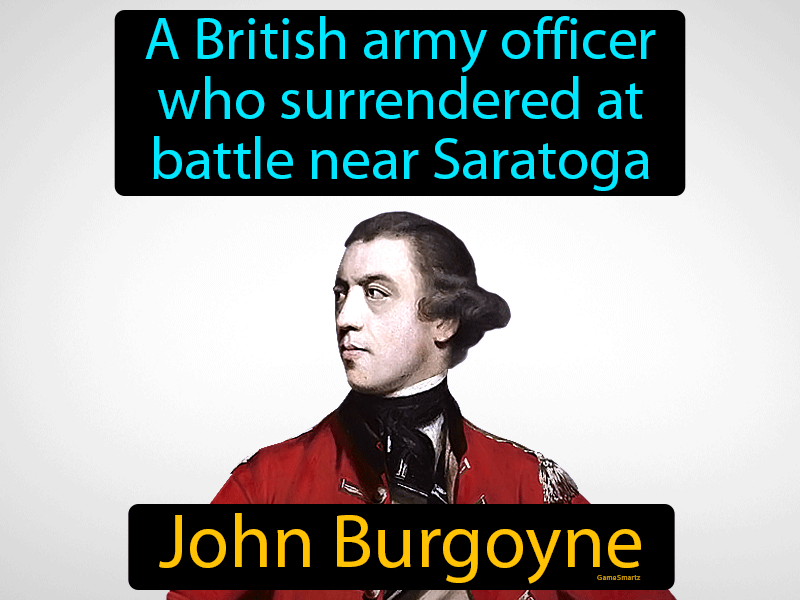 A British army officer
who surrendered at
battle near Saratoga
John Burgoyne
GameSmartz